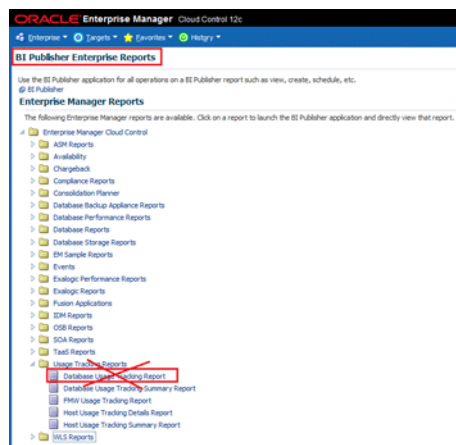 ORACLE Enterprise Manager Cloud Control 12c
Enterprise Targets Favorites History
BI Publisher Enterprise Reports
Use the BI Publisher application for all operations on a BI Publisher report such as view, create, schedule, etc.
BI Publisher
Enterprise Manager Reports
The following Enterprise Manager reports are available. Click on a report to launch the BI Publisher application and directly view that report.
Enterprise Manager Cloud Control
ASM Reports
Availability
Chargeback
Compliance Reports
Consolidation Planner
Database Backup Appliance Reports
Database Performance Reports
Database Reports
Database Storage Reports
EM Sample Reports
Events
Exalogic Performance Reports
Exalogic Reports
Fusion Applications
IDM Reports
OSB Reports
SOA Reports
TaaS Reports
Usage Tracking Reports
Database Usage Tracking Report
Database Usage Tracking Summary Report
FMW Usage Tracking Report
Host Usage Tracking Details Report
Host Usage Tracking Summary Report
WLS Reports